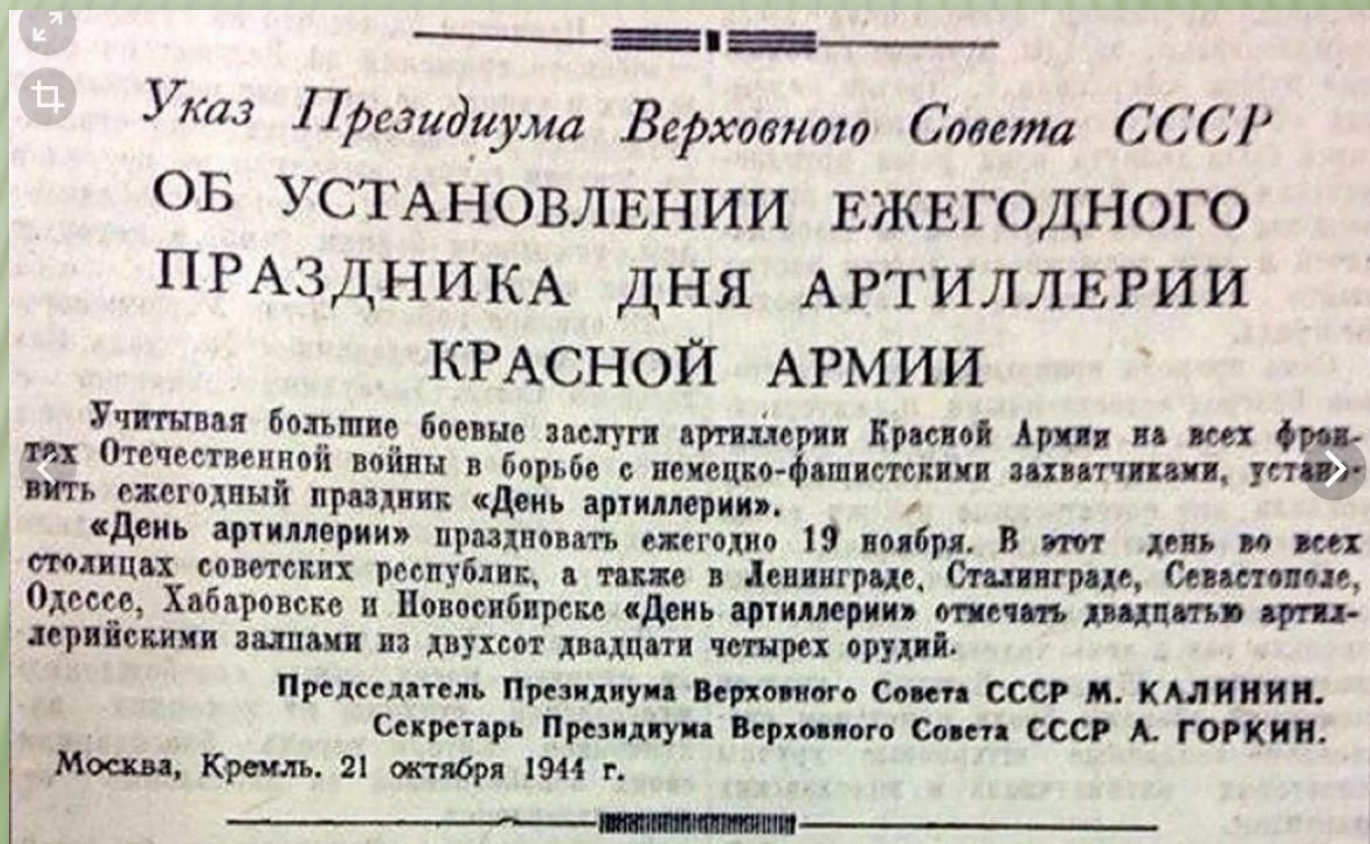 Указ Президиума Верховного Совета СССР
ОБ УСТАНОВЛЕНИИ ЕЖЕГОДНОГО
ПРАЗДНИКА ДНЯ АРТИЛЛЕРИИ
КРАСНОЙ АРМИИ
Учитывая большие боевые заслуги артиллерии Красной Армии на всех фрон-
тах Отечественной войны в борьбе с немецко-фашистскими захватчиками, устано-
вить ежегодный праздник «День артиллерии».
«День артиллерии» праздновать ежегодно 19 ноября. В этот день во всех
столицах советских республик, а также в Ленинграде, Сталинграде, Севастополе,
Одессе, Хабаровске и Новосибирске «День артиллерии» отмечать двадцатью артил-
лерийскими залпами из двухсот двадцати четырех орудий.
Председатель Президиума Верховного Совета СССР М. КАЛИНИН.
Секретарь Президиума Верховного Совета СССР А. ГОРКИН.
Москва, Кремль. 21 октября 1944 г.